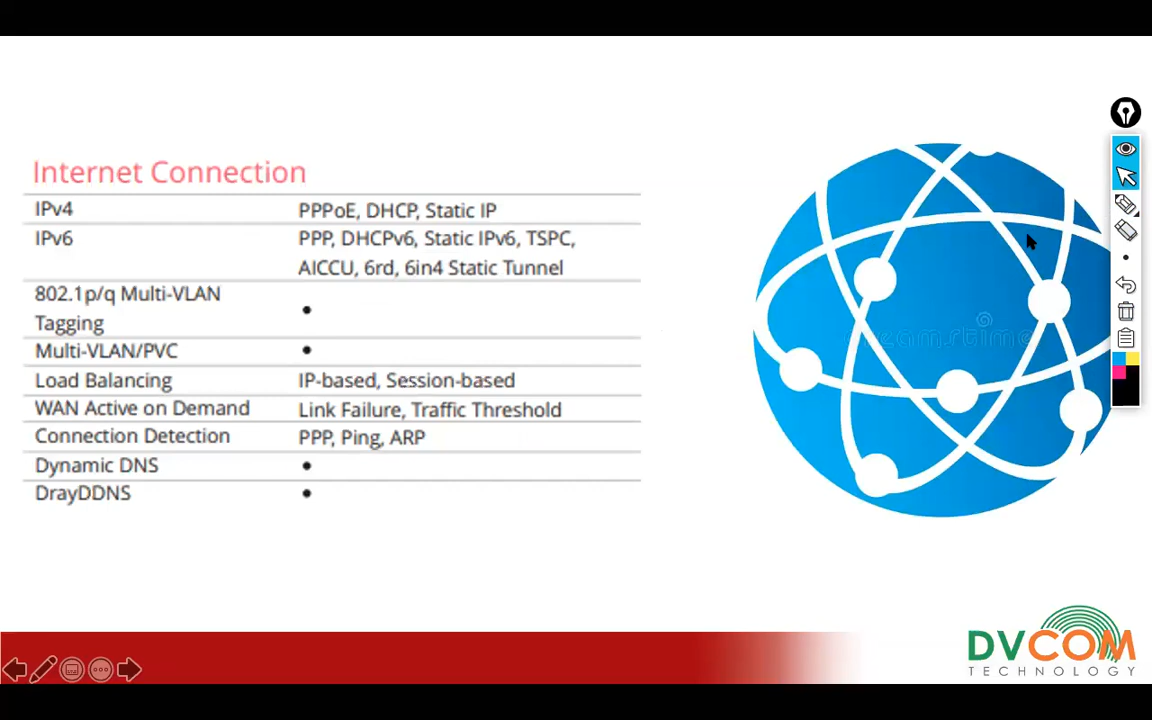 Internet Connection
IPv4 PPPoE, DHCP, Static IP
IPv6 PPP, DHCPv6, Static IPv6, TSPC,
AICCU, 6rd, 6in4 Static Tunnel
802.1p/q Multi-VLAN
Tagging •
Multi-VLAN/PVC •
Load Balancing IP-based, Session-based
WAN Active on Demand Link Failure, Traffic Threshold
Connection Detection PPP, Ping, ARP
Dynamic DNS •
DrayDDNS •
dreamstime
DVCOM
TECHNOLOGY